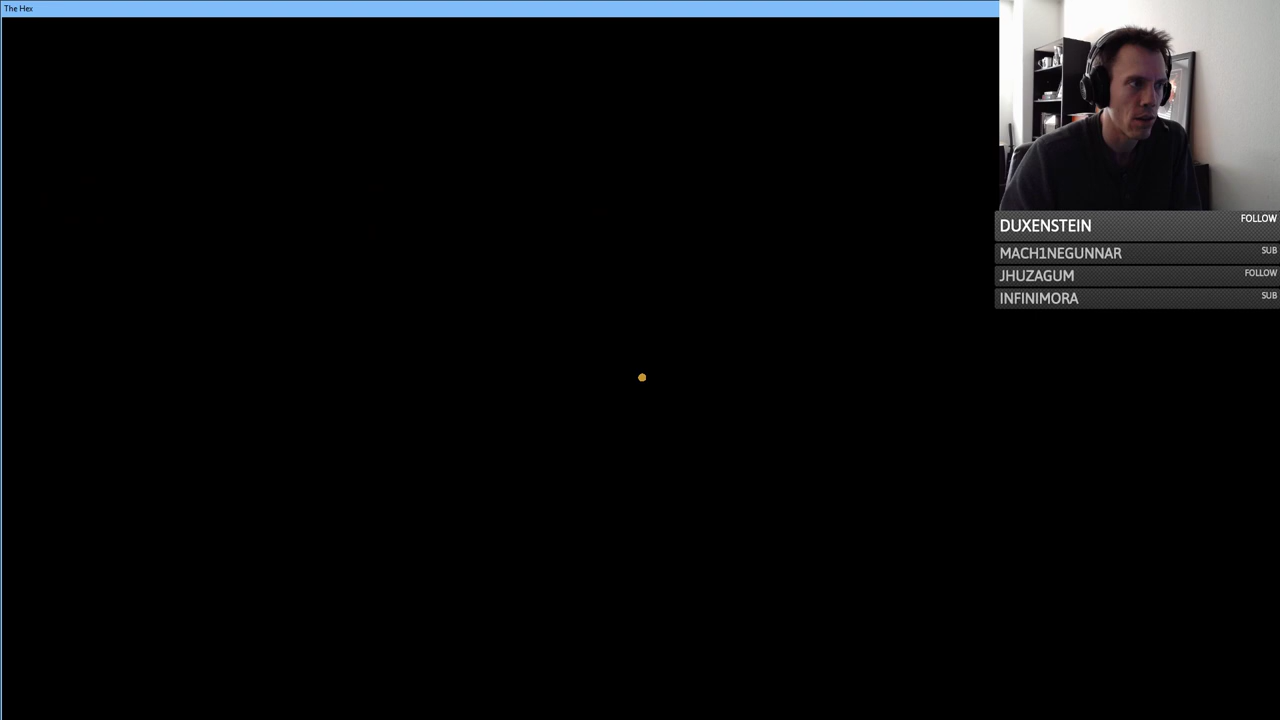 The Hex
DUXENSTEIN FOLLOW
MACH1NEGUNNAR SUB
JHUZAGUM FOLLOW
INFINIMORA SUB